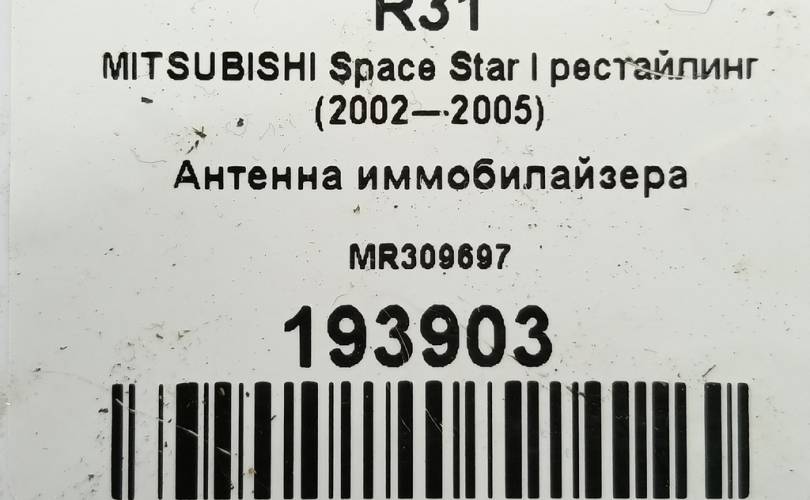 R31
MITSUBISHI Space Star I рестайлинг
(2002—2005)
Антенна иммобилайзера
MR309697
193903